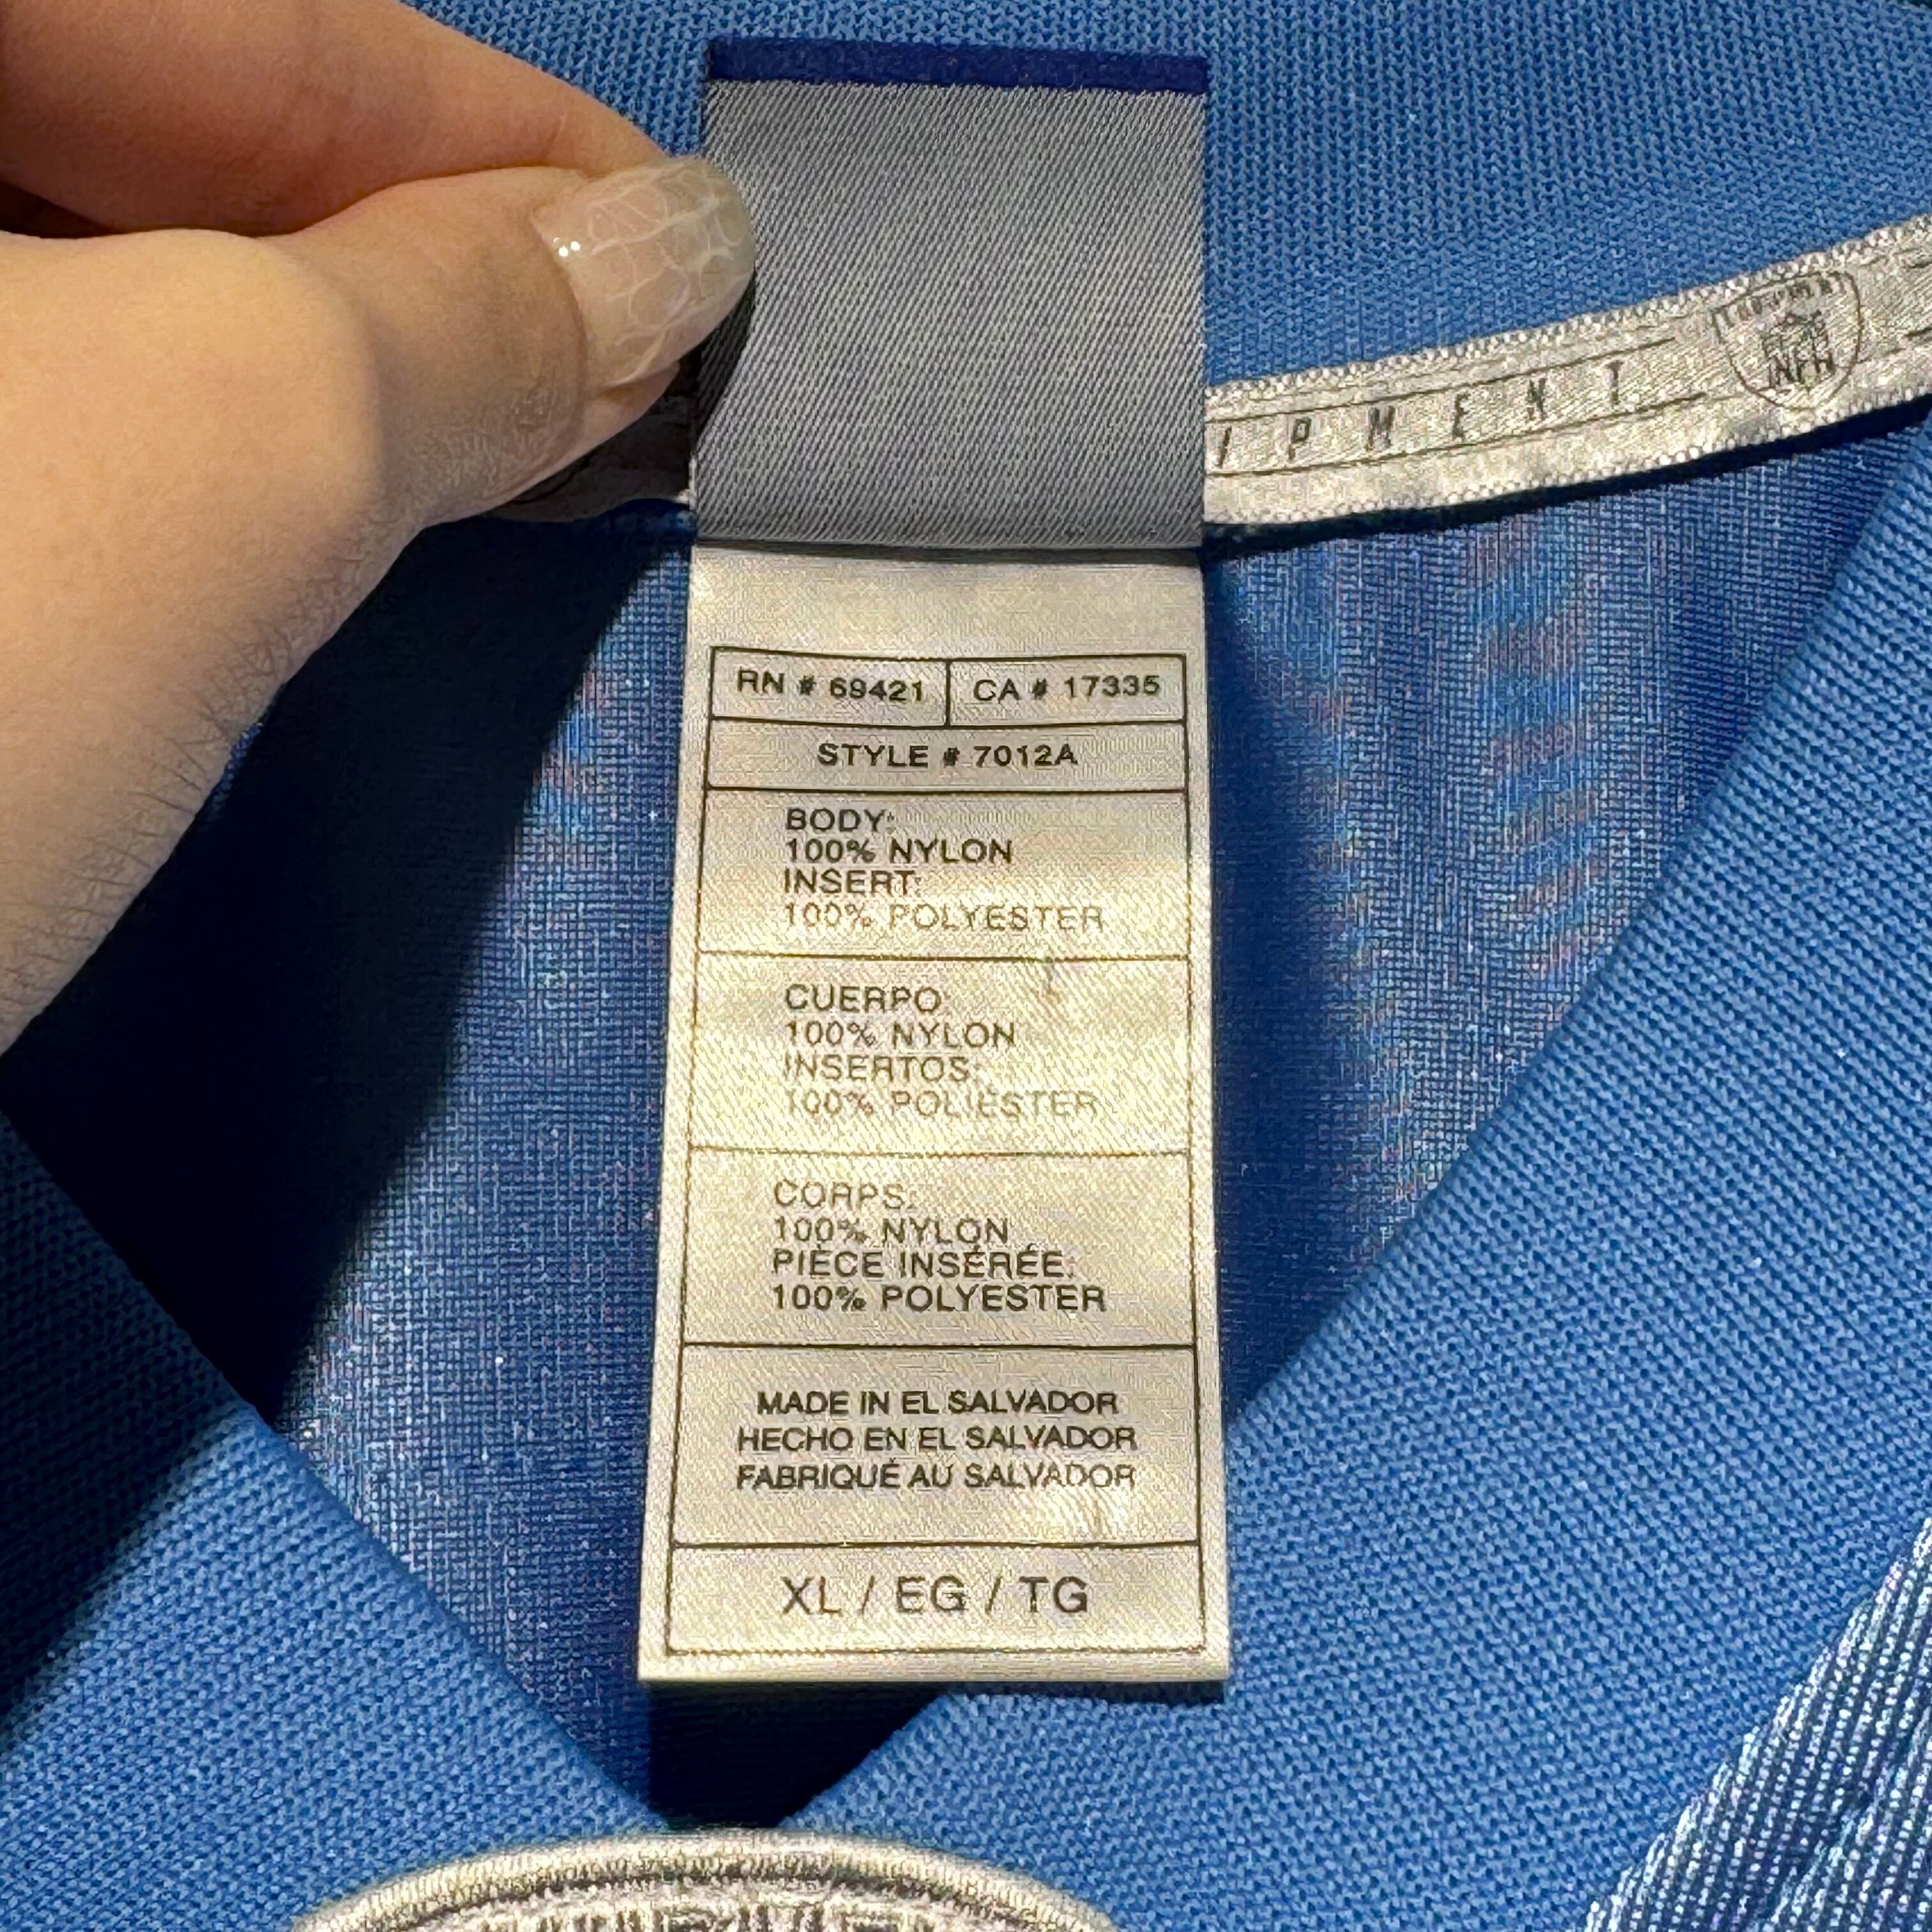 IPMENT
NFL
RN # 69421 CA # 17335
STYLE # 7012A
BODY:
100% NYLON
INSERT:
100% POLYESTER
CUERPO:
100% NYLON
INSERTOS:
100% POLIESTER
CORPS:
100% NYLON
PIÈCE INSÉRÉE:
100% POLYESTER
MADE IN EL SALVADOR
HECHO EN EL SALVADOR
FABRIQUÉ AU SALVADOR
XL / EG / TG